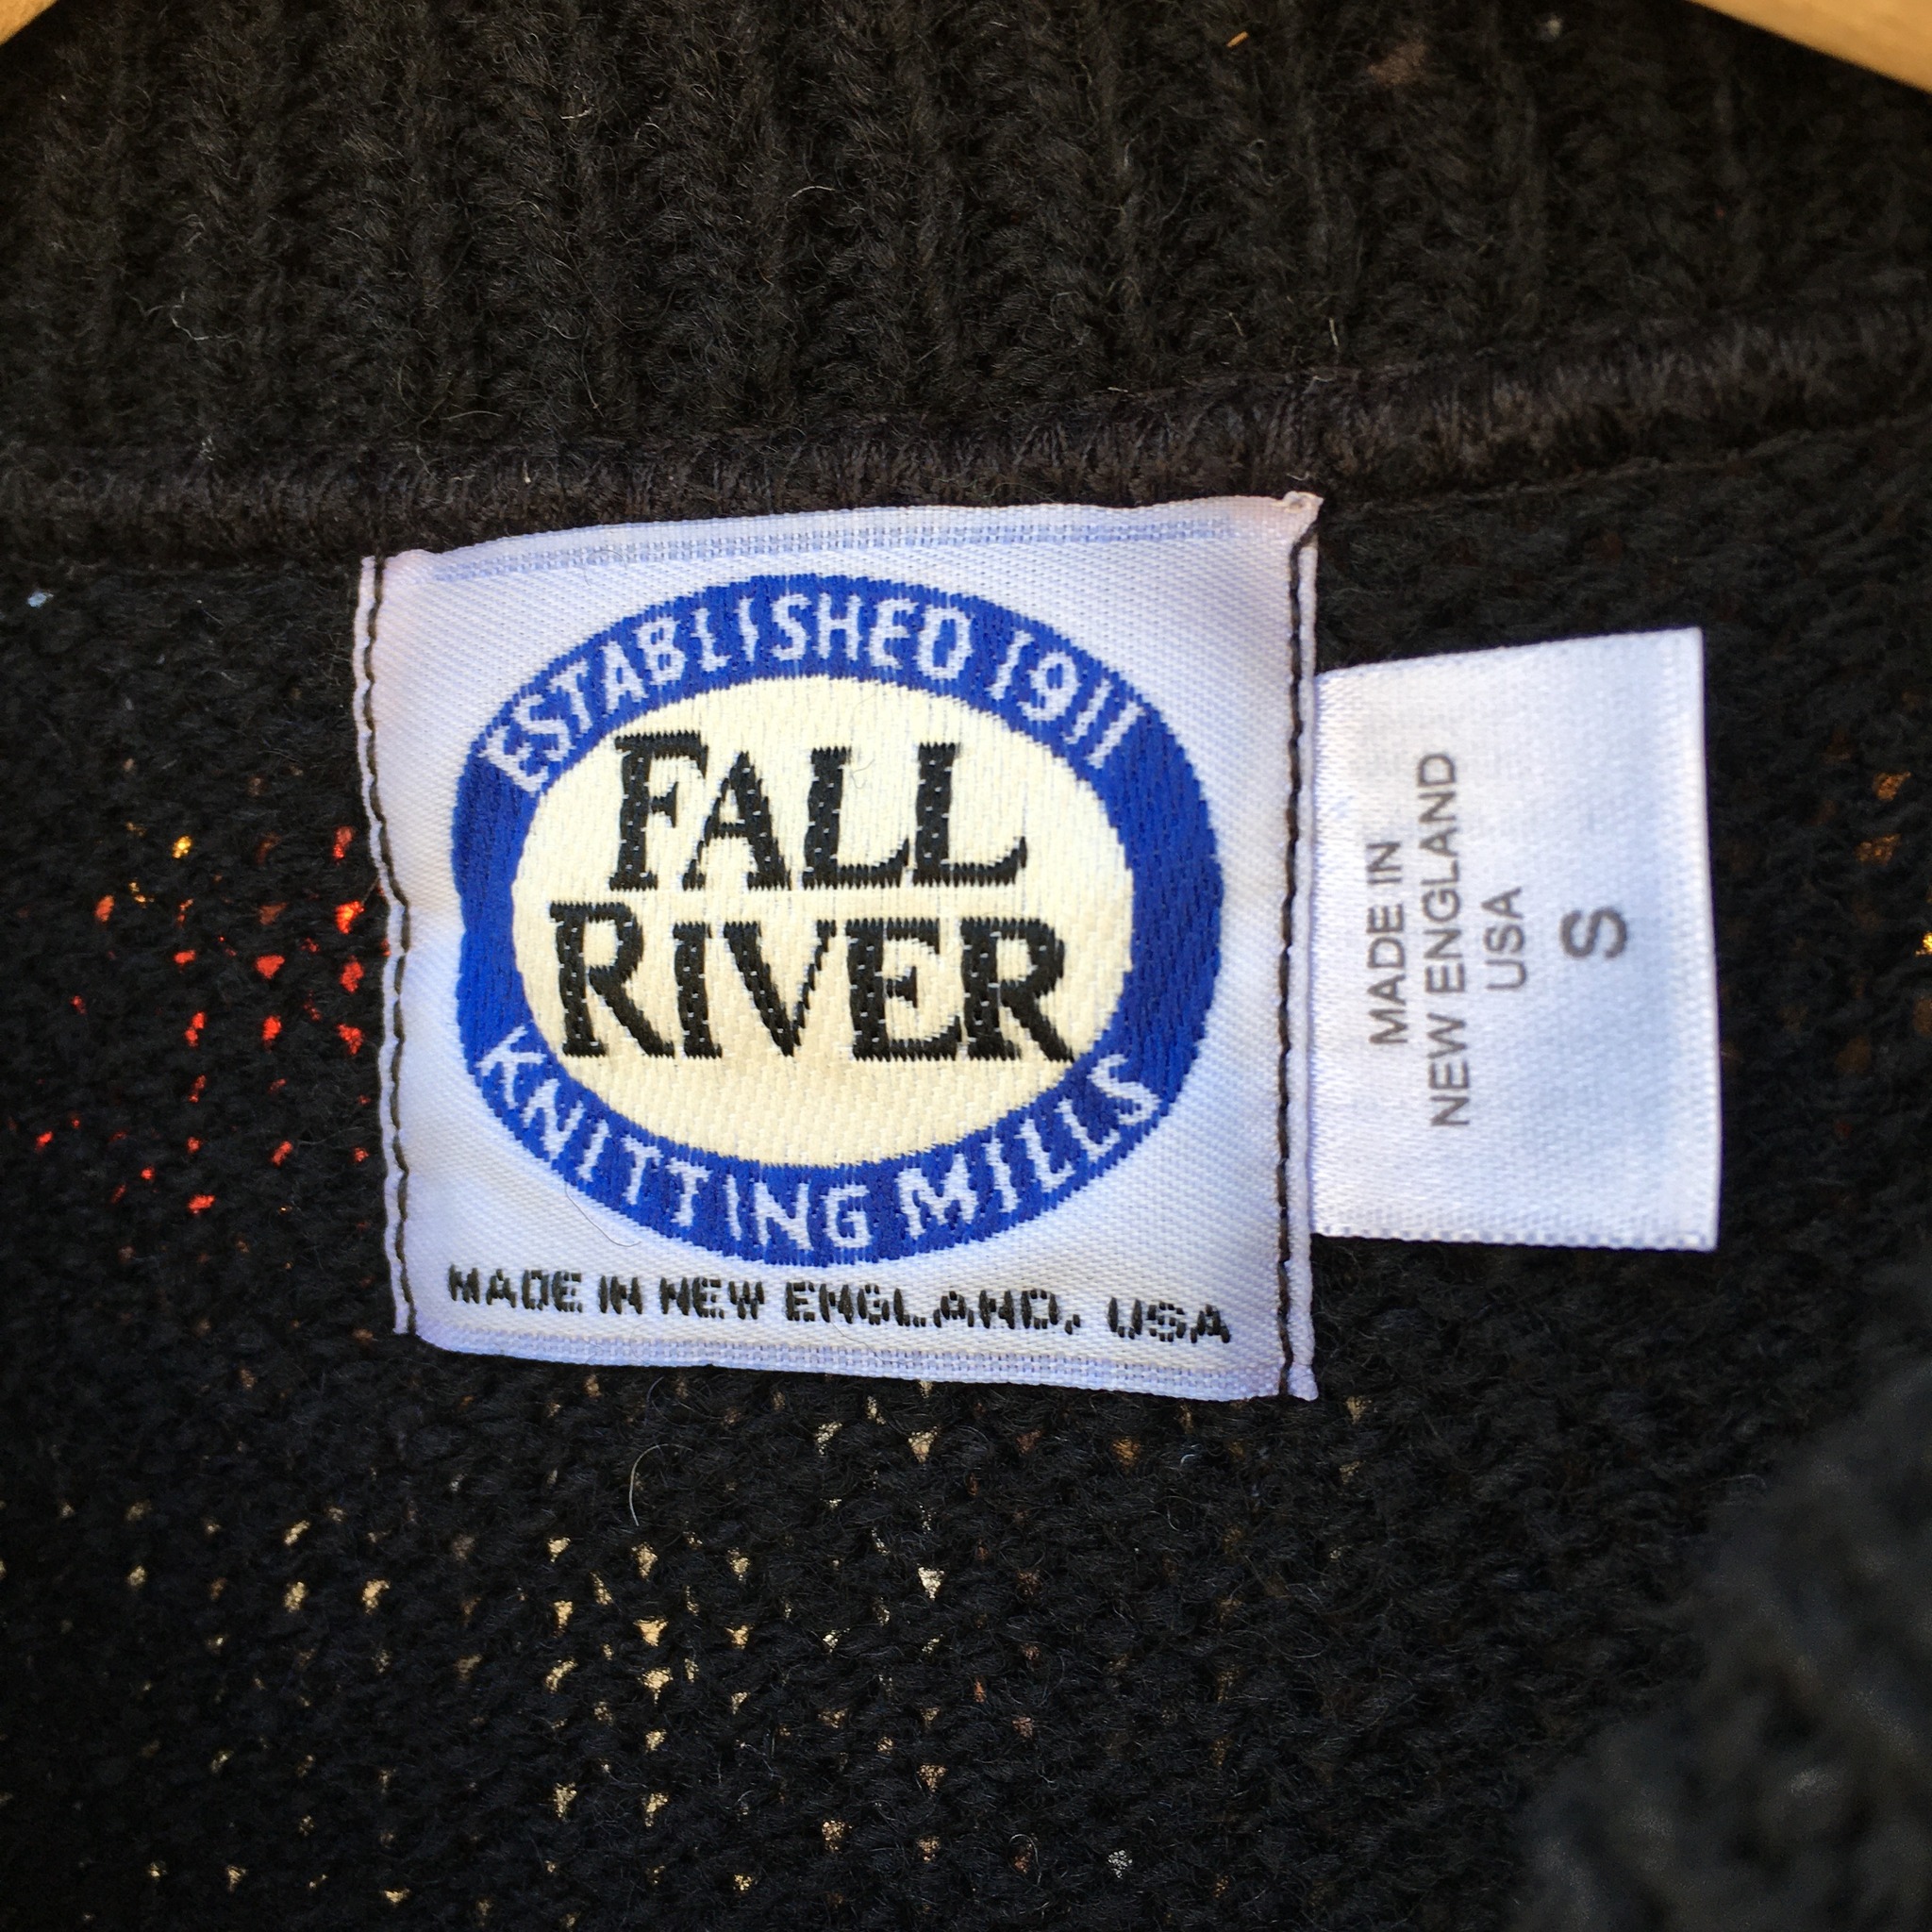 ESTABLISHED 1911
FALL
RIVER
KNITTING MILLS
MADE IN NEW ENGLAND, USA
MADE IN
NEW ENGLAND
USA
S